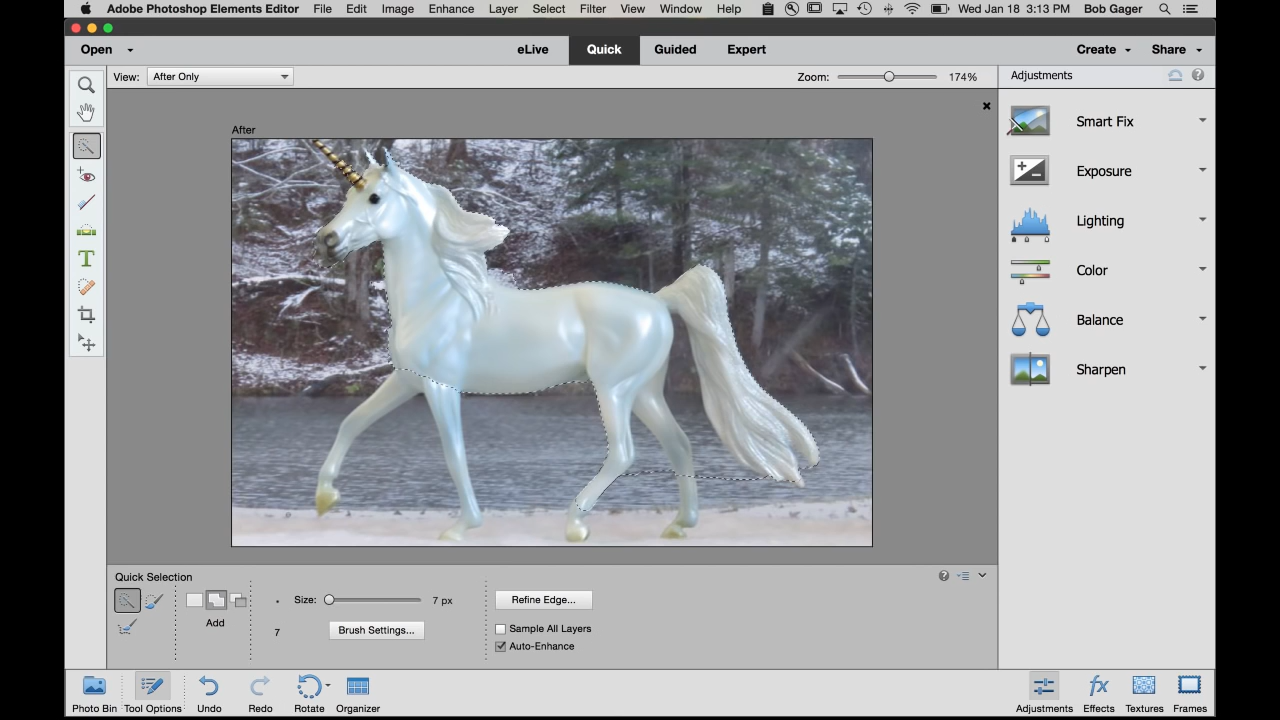 Adobe Photoshop Elements Editor File Edit Image Enhance Layer Select Filter View Window Help Wed Jan 18 3:13 PM Bob Gager
Open eLive Quick Guided Expert Create Share
View: After Only Zoom: 174% Adjustments
After
Smart Fix
Exposure
Lighting
Color
Balance
Sharpen
T
Quick Selection
Size: 7 px Refine Edge...
Add
7 Brush Settings... Sample All Layers
Auto-Enhance
Photo Bin Tool Options Undo Redo Rotate Organizer fx Adjustments Effects Textures Frames